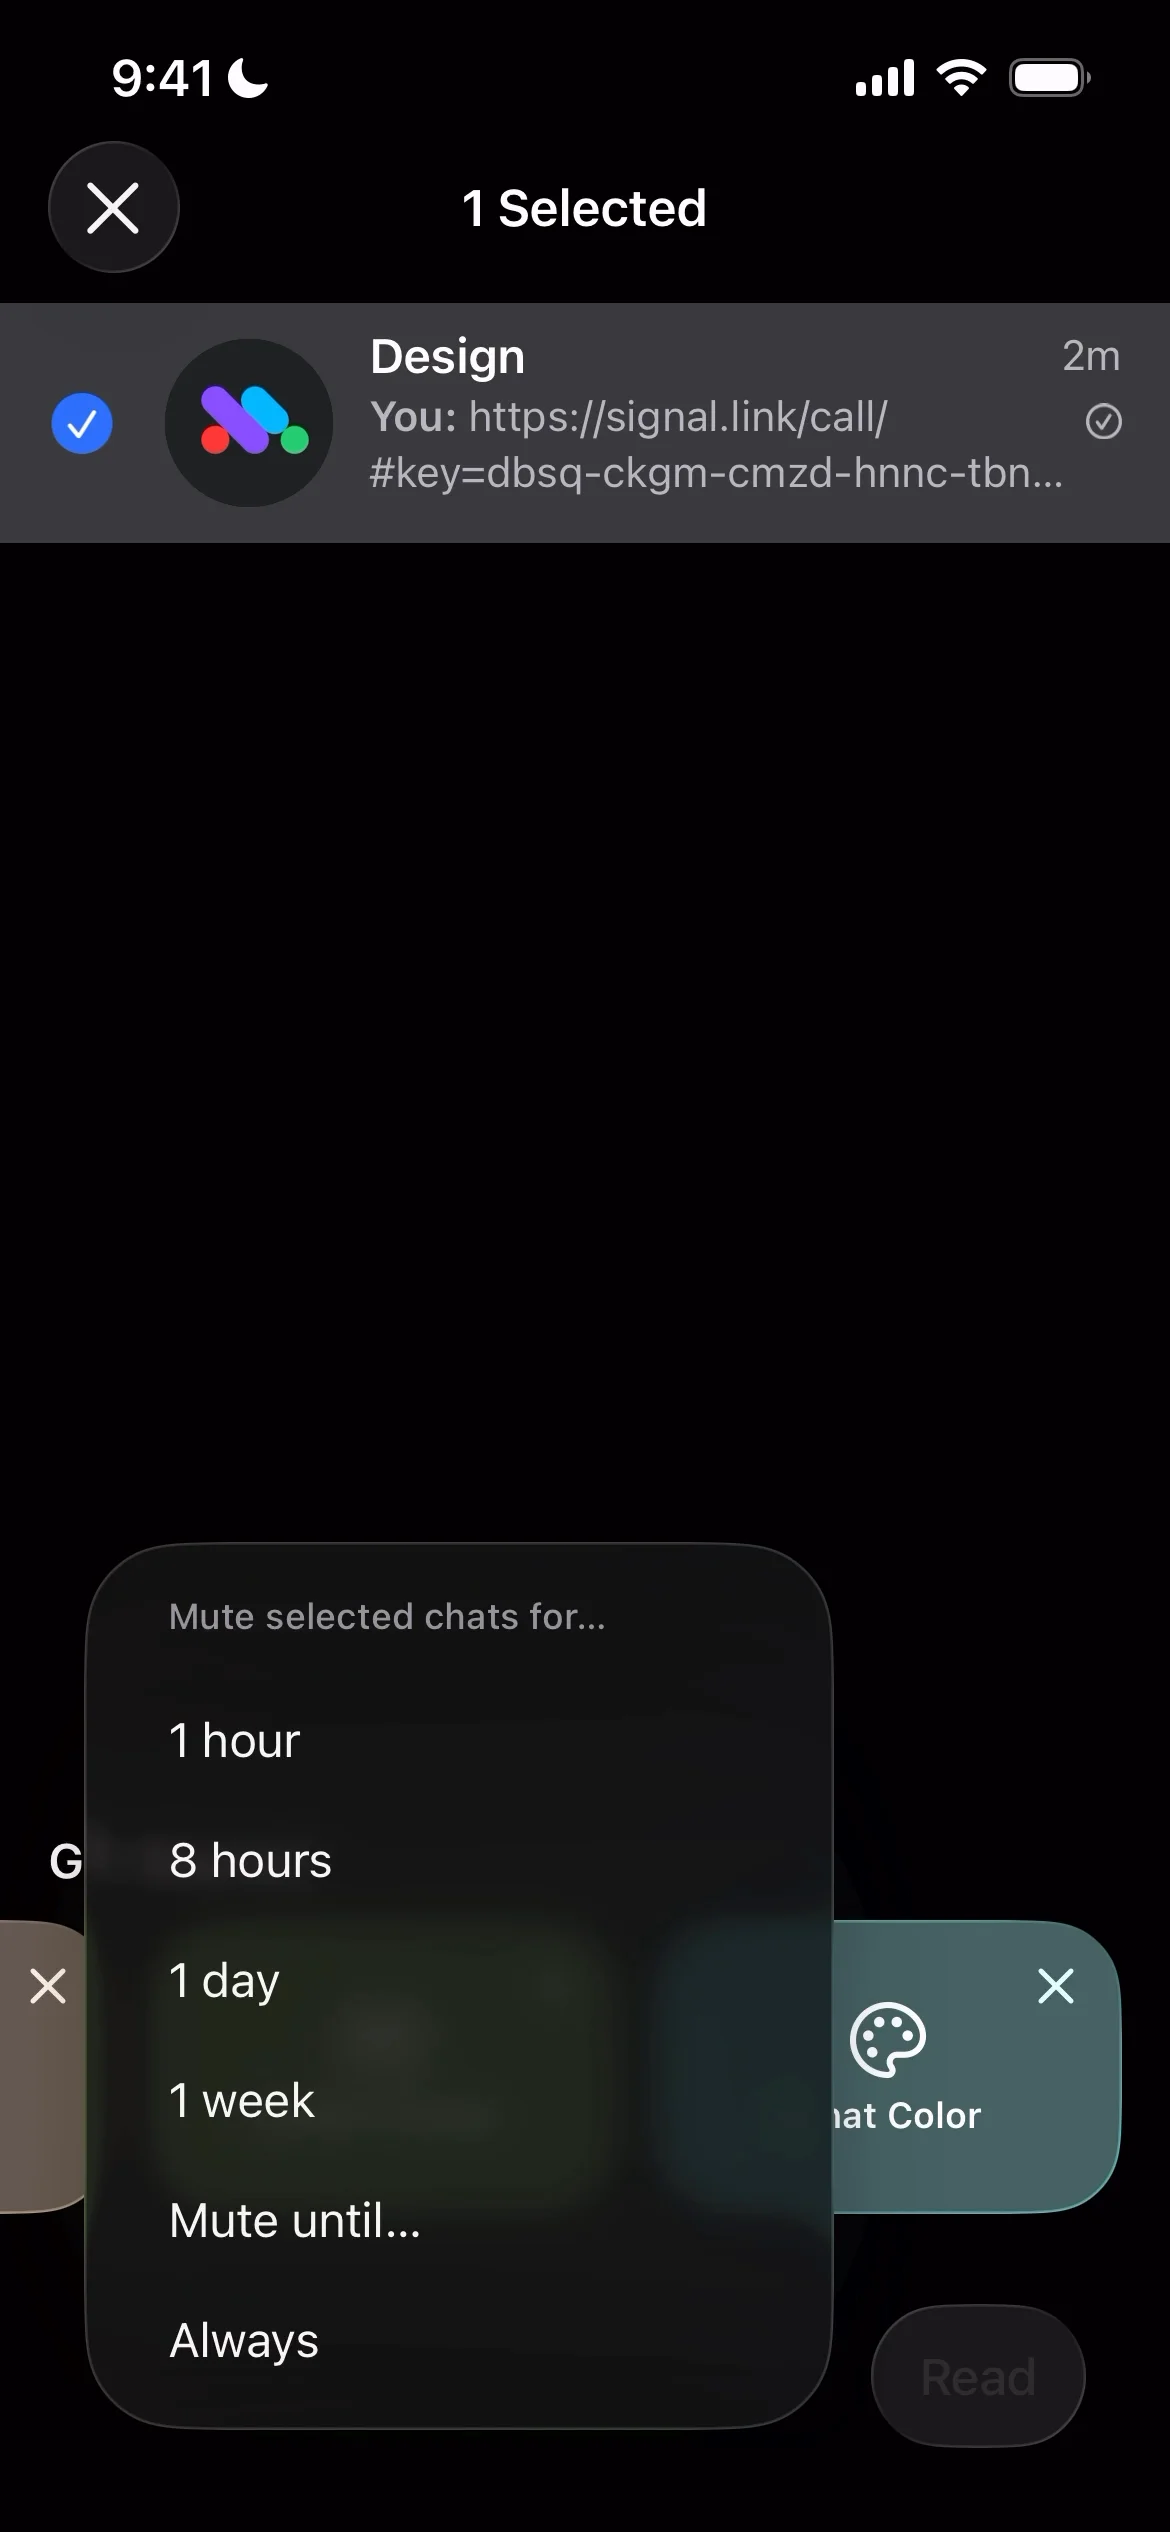 9:41
1 Selected
Design
2m
You: https://signal.link/call/
#key=dbsq-ckgm-cmzd-hnnc-tbn...
Mute selected chats for...
1 hour
8 hours
1 day
1 week
Mute until...
Always
Color
Read